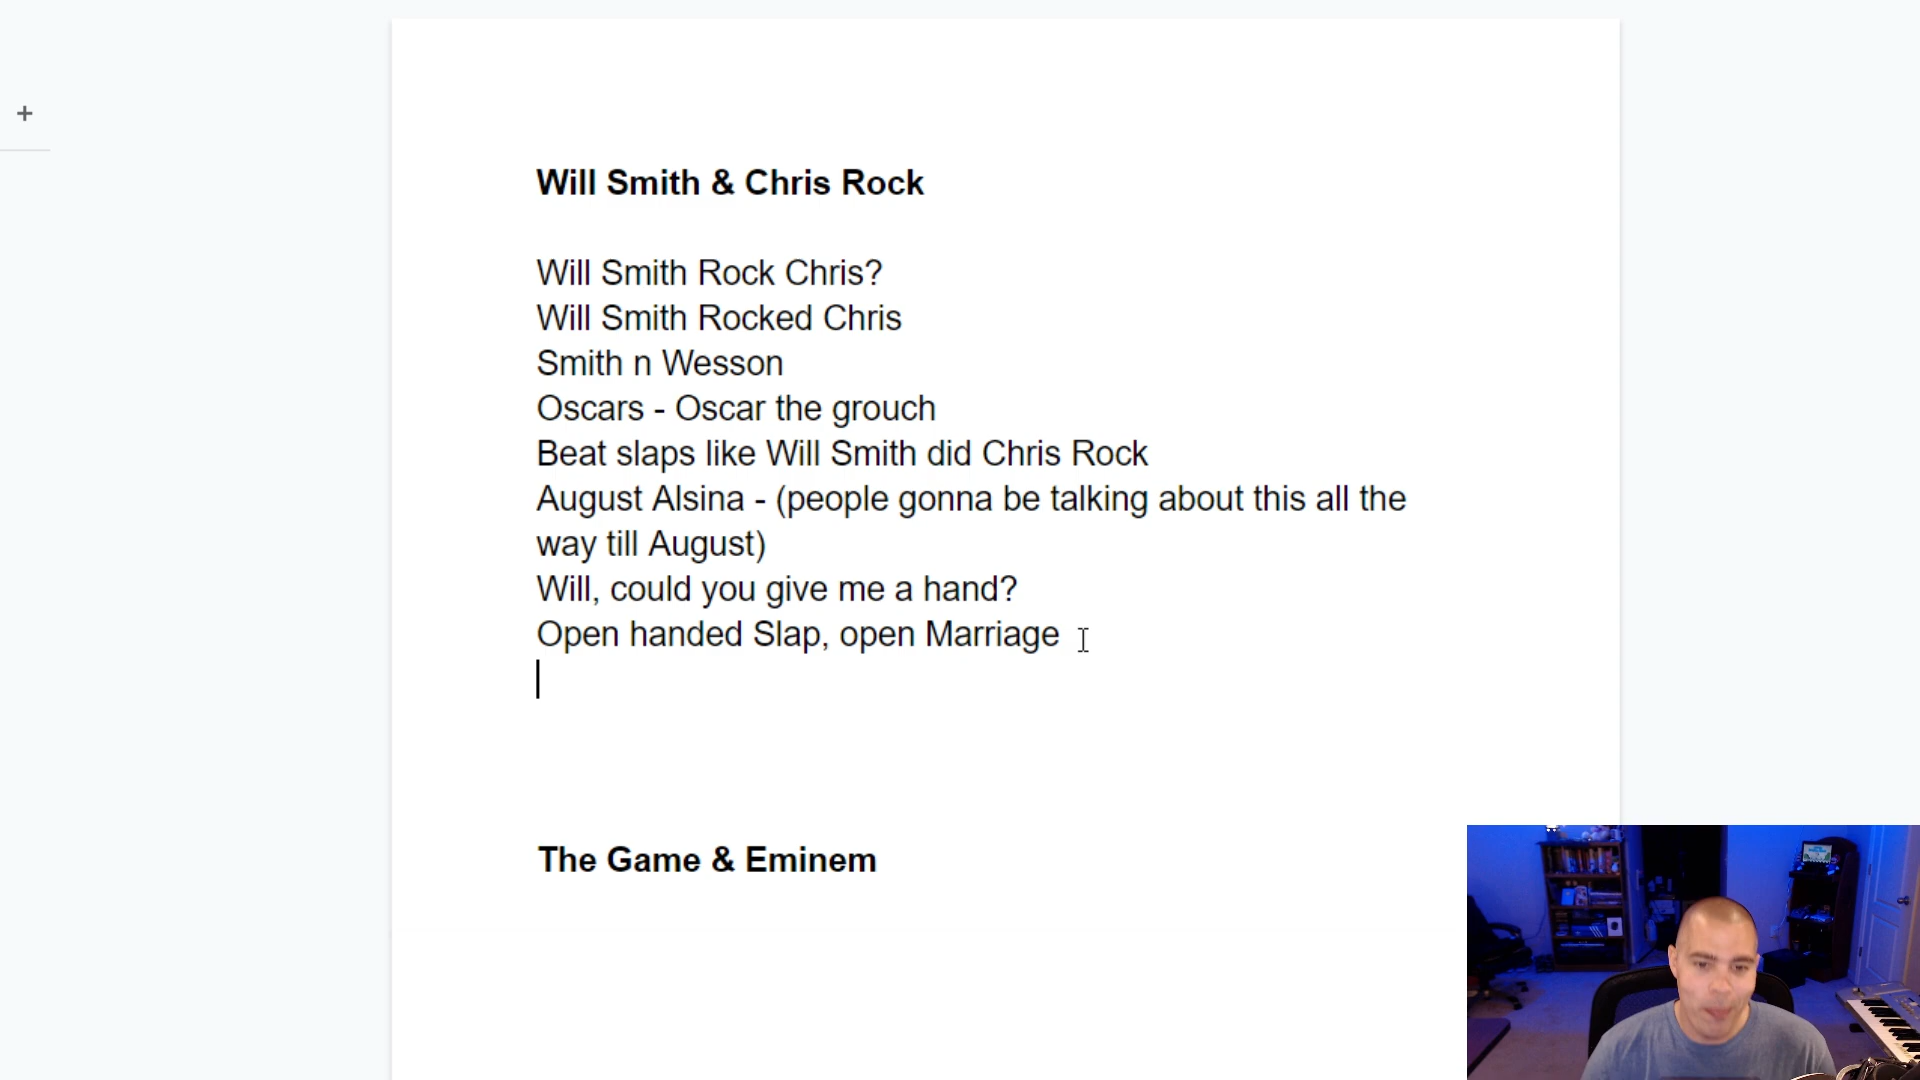 Will Smith & Chris Rock
Will Smith Rock Chris?
Will Smith Rocked Chris
Smith n Wesson
Oscars - Oscar the grouch
Beat slaps like Will Smith did Chris Rock
August Alsina - (people gonna be talking about this all the
way till August)
Will, could you give me a hand?
Open handed Slap, open Marriage
The Game & Eminem